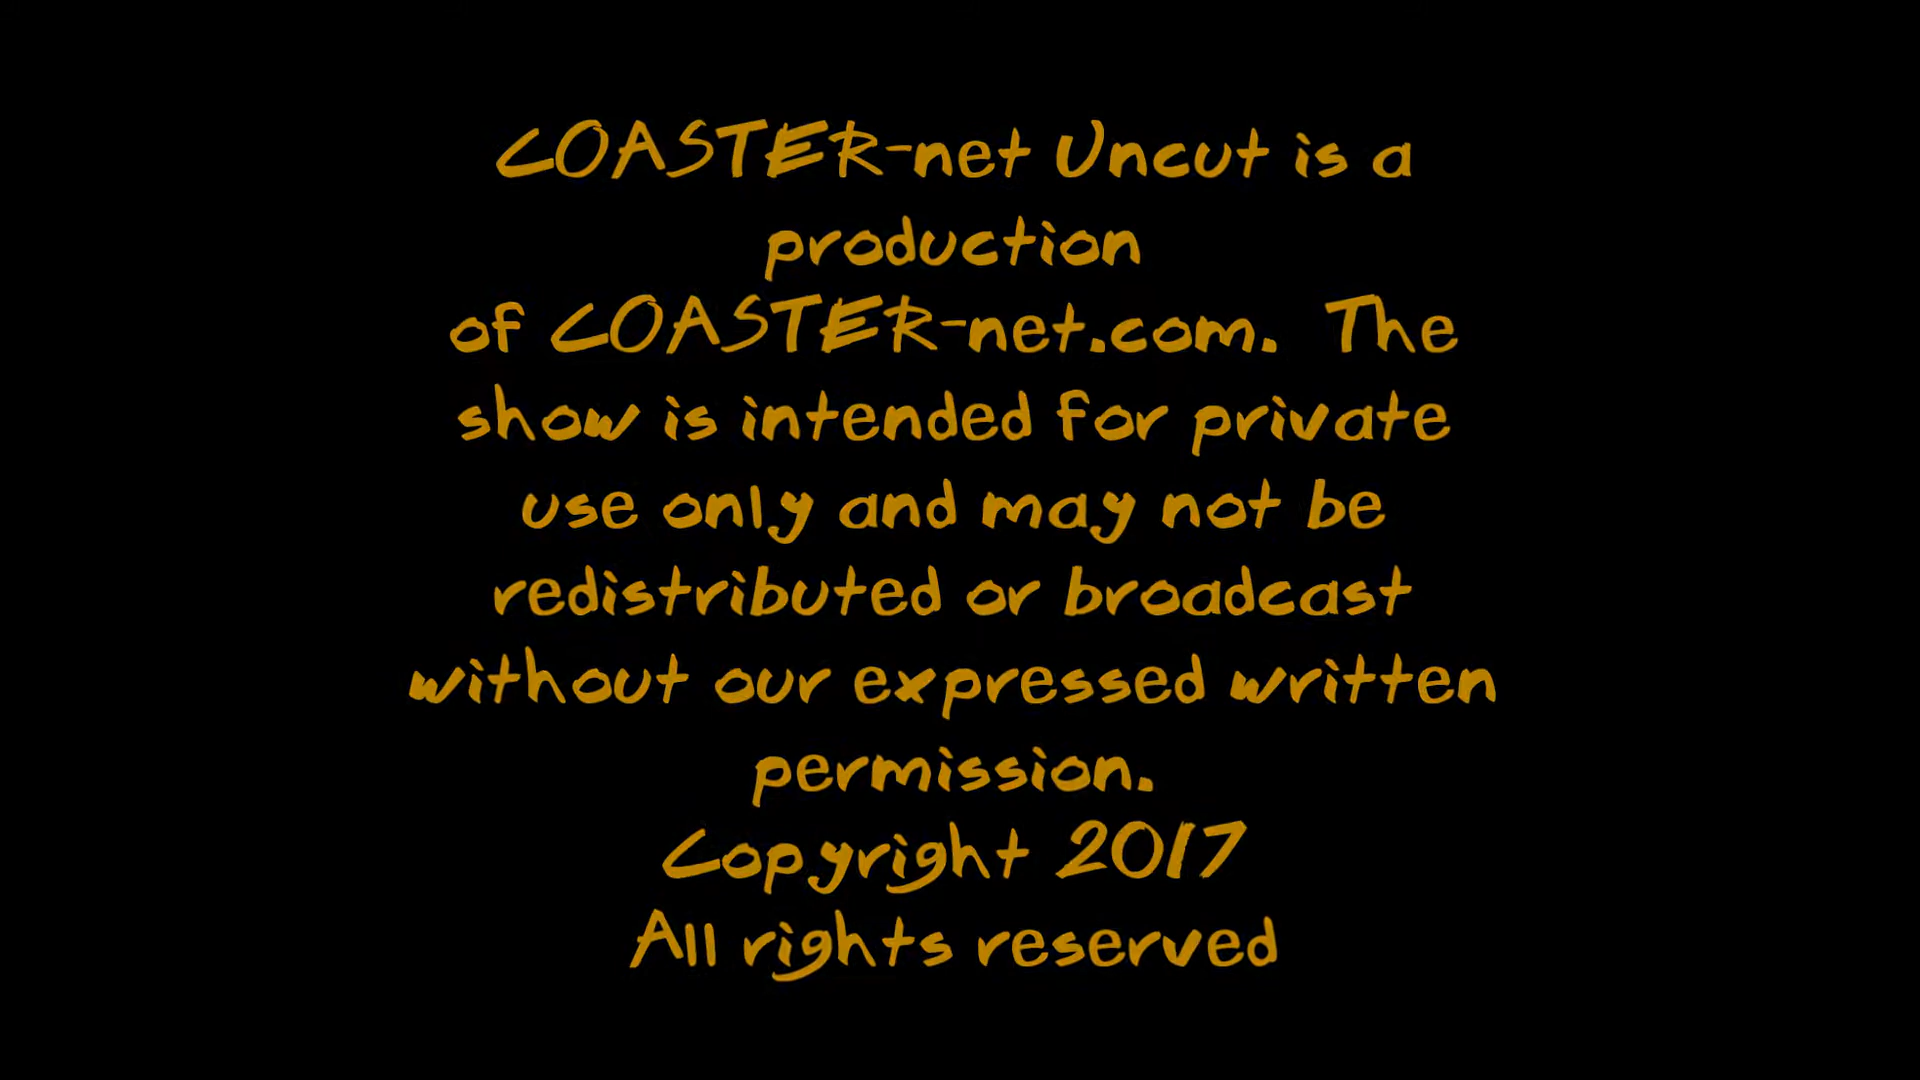 COASTER-net Uncut is a
production
of COASTER-net.com.  The
show is intended for private
use only and may not be
redistributed or broadcast
without our expressed written
permission.
Copyright 2017
All rights reserved